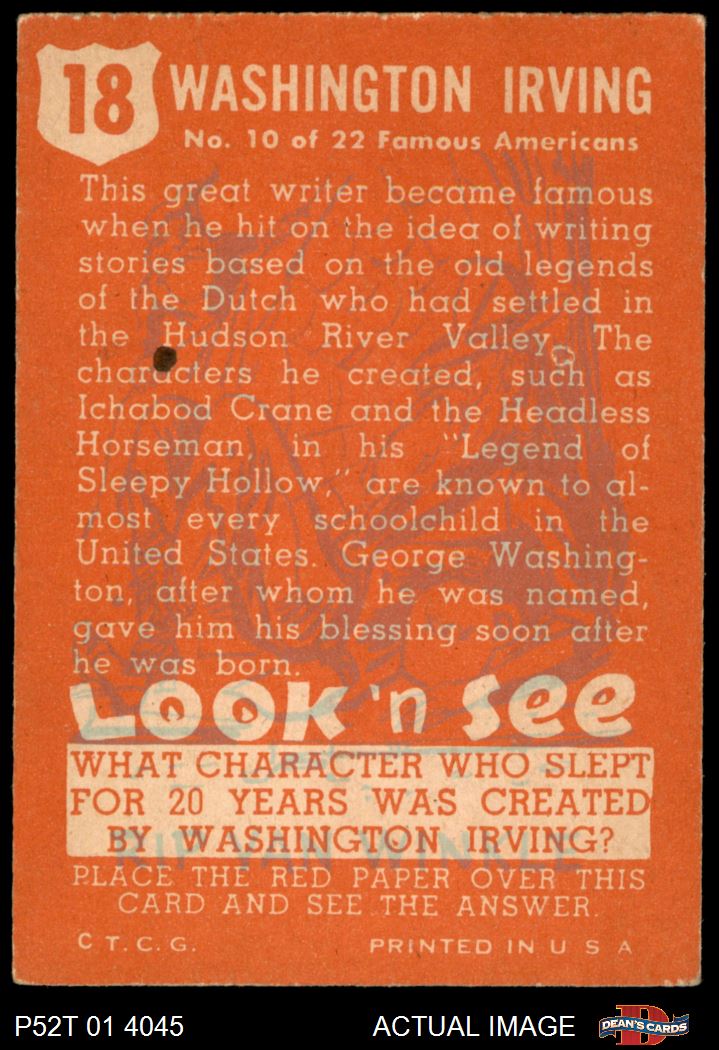 18
WASHINGTON IRVING
No. 10 of 22 Famous Americans
This great writer became famous
when he hit on the idea of writing
stories based on the old legends
of the Dutch who had settled in
the Hudson River Valley. The
characters he created, such as
Ichabod Crane and the Headless
Horseman, in his "Legend of
Sleepy Hollow," are known to al-
most every schoolchild in the
United States. George Washing-
ton, after whom he was named,
gave him his blessing soon after
he was born.
LOOK 'n SEE
WHAT CHARACTER WHO SLEPT
FOR 20 YEARS WAS CREATED
BY WASHINGTON IRVING?
RIP VAN WINKLE
PLACE THE RED PAPER OVER THIS
CARD AND SEE THE ANSWER.
C T. C. G. PRINTED IN U S A
P52T 01 4045 ACTUAL IMAGE DEAN'S CARDS